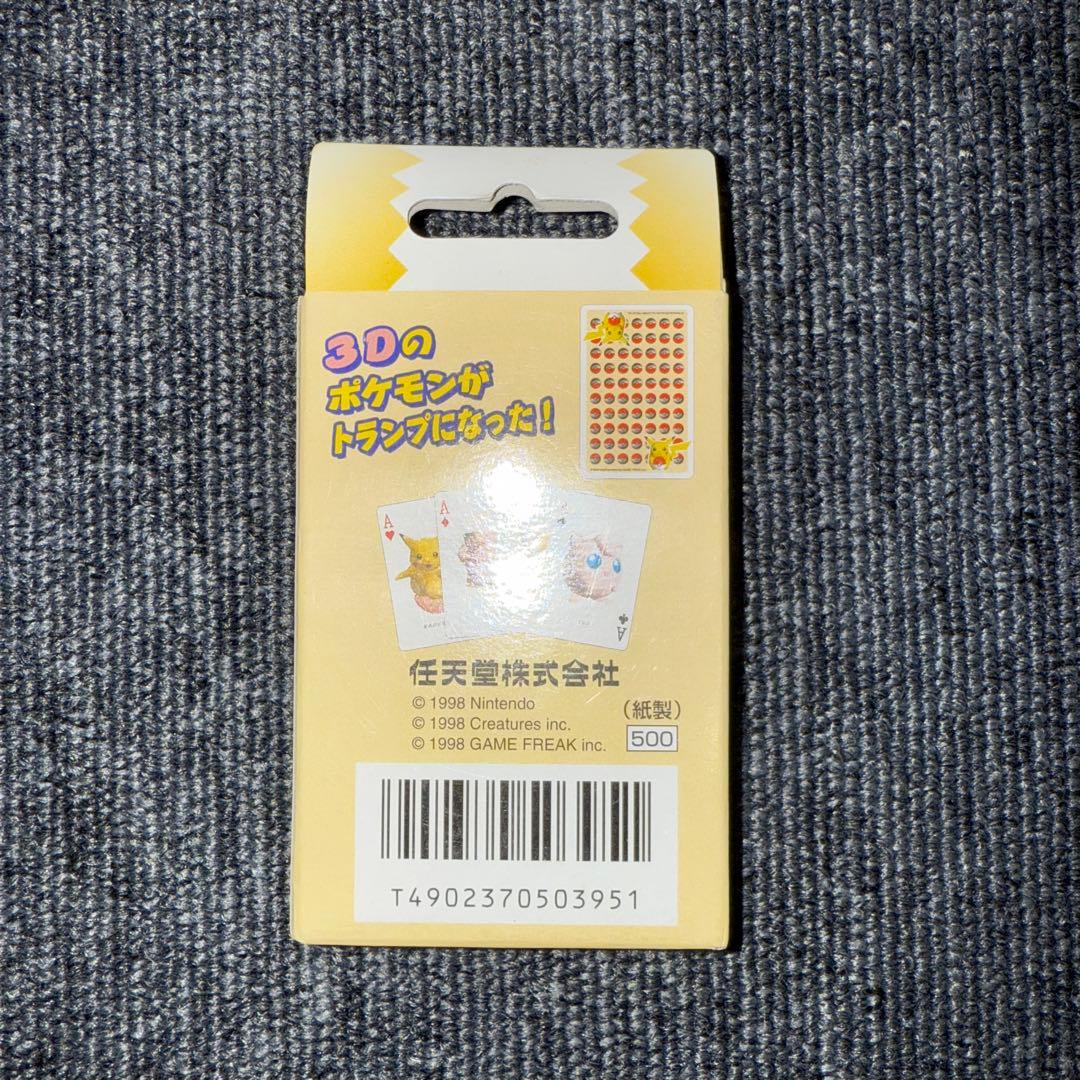 3Dの
ポケモンが
トランプになった!
A
A
A
任天堂株式会社
© 1998 Nintendo
© 1998 Creatures inc.
© 1998 GAME FREAK inc.
(紙製)
500
T4902370503951